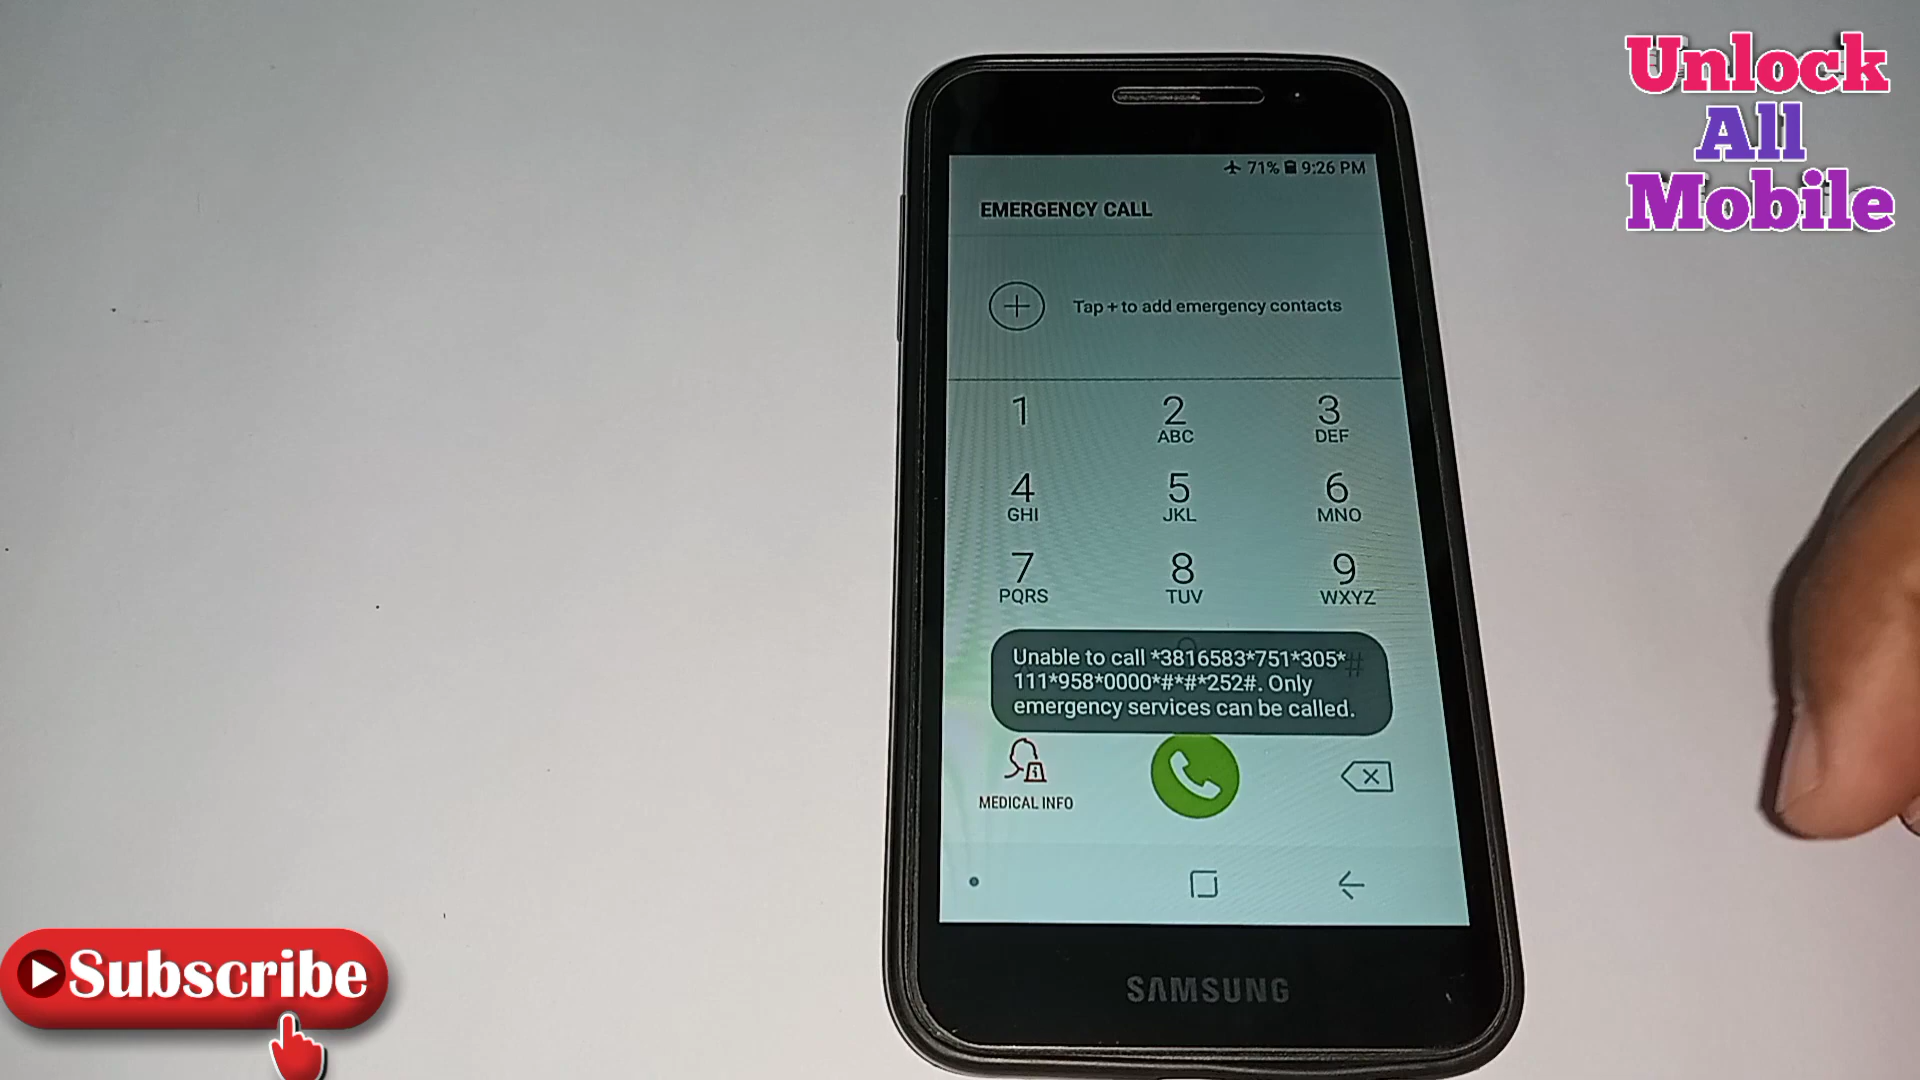 Unlock
All
Mobile
71% 9:26 PM
EMERGENCY CALL
Tap + to add emergency contacts
1
2
3
ABC
DEF
4
5
6
GHI
JKL
MNO
7
8
9
PQRS
TUV
WXYZ
#
Unable to call *3816583*751*305*
111*958*0000*#*#*252#. Only
emergency services can be called.
MEDICAL INFO
SAMSUNG
Subscribe